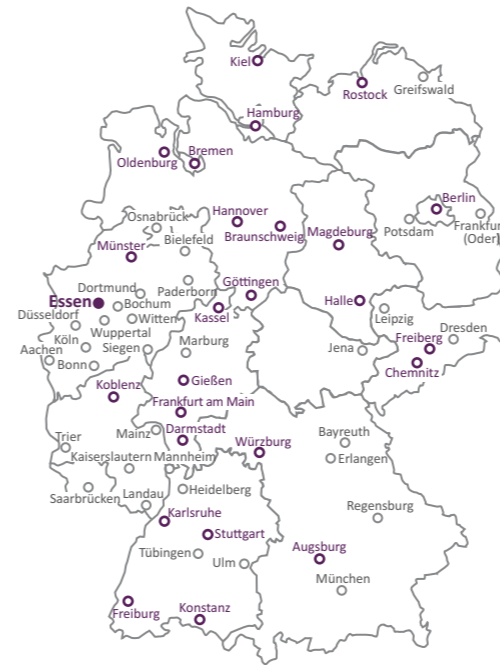 Kiel
Rostock
Greifswald
Hamburg
Oldenburg
Bremen
Berlin
Potsdam
Frankfur
(Oder)
Osnabrück
Hannover
Braunschweig
Magdeburg
Münster
Bielefeld
Göttingen
Dortmund
Paderborn
Essen
Bochum
Halle
Düsseldorf
Witten
Kassel
Leipzig
Wuppertal
Köln
Siegen
Marburg
Jena
Freiberg
Dresden
Aachen
Bonn
Chemnitz
Koblenz
Gießen
Frankfurt am Main
Trier
Mainz
Darmstadt
Würzburg
Bayreuth
Kaiserslautern
Mannheim
Erlangen
Saarbrücken
Landau
Heidelberg
Regensburg
Karlsruhe
Stuttgart
Tübingen
Ulm
Augsburg
München
Freiburg
Konstanz